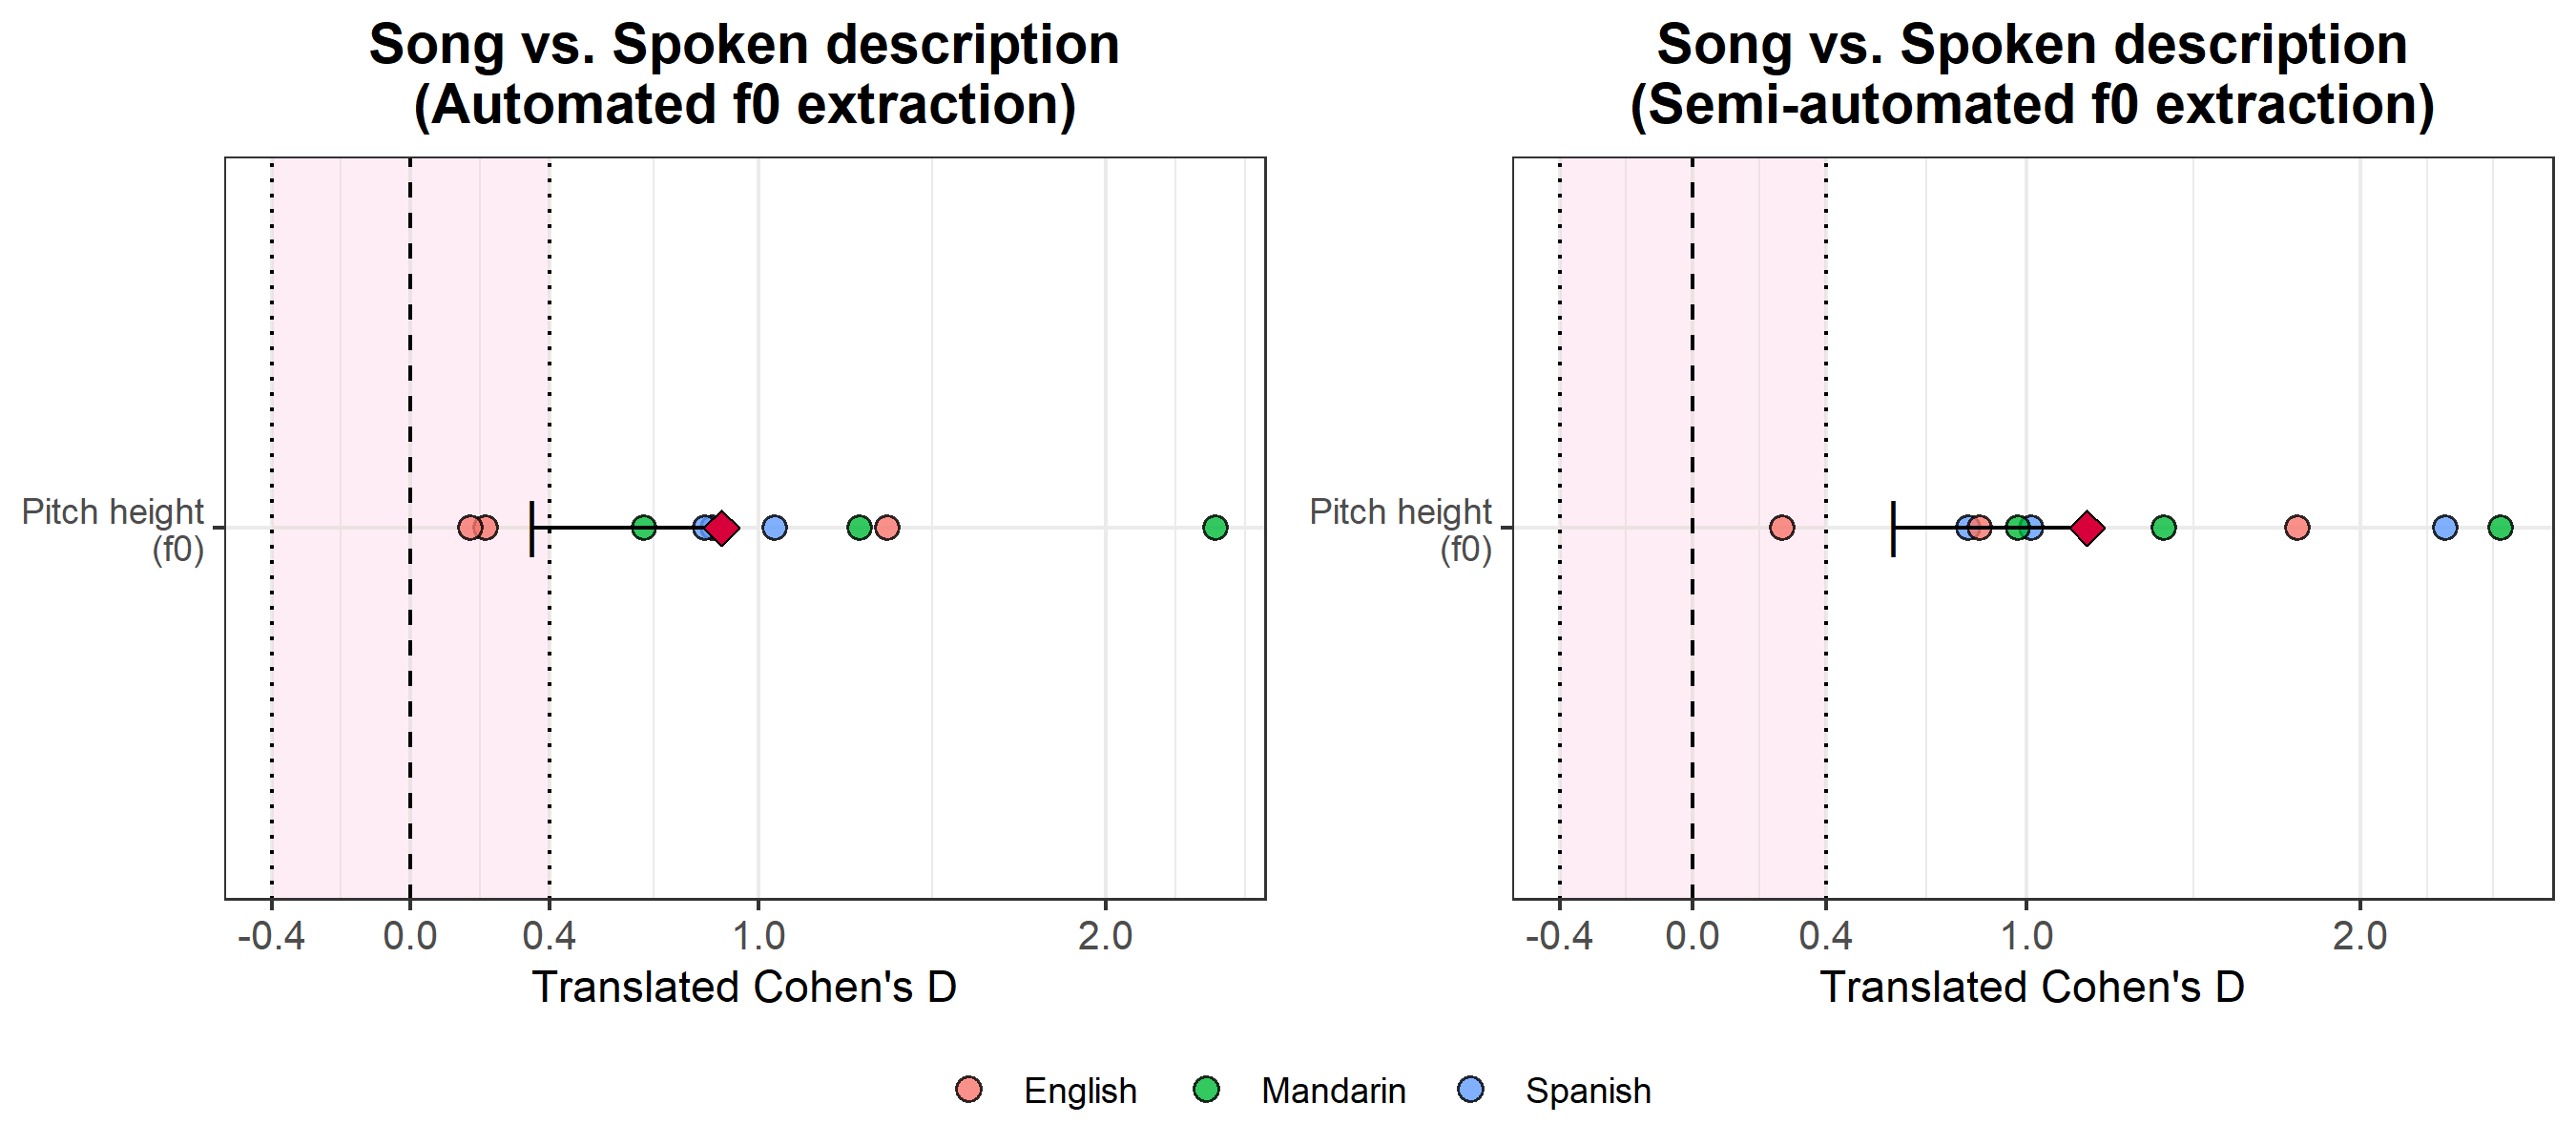 Song vs. Spoken description
(Automated f0 extraction)
Pitch height
(f0)
-0.4 0.0 0.4 1.0 2.0
Translated Cohen's D
Song vs. Spoken description
(Semi-automated f0 extraction)
Pitch height
(f0)
-0.4 0.0 0.4 1.0 2.0
Translated Cohen's D
English Mandarin Spanish